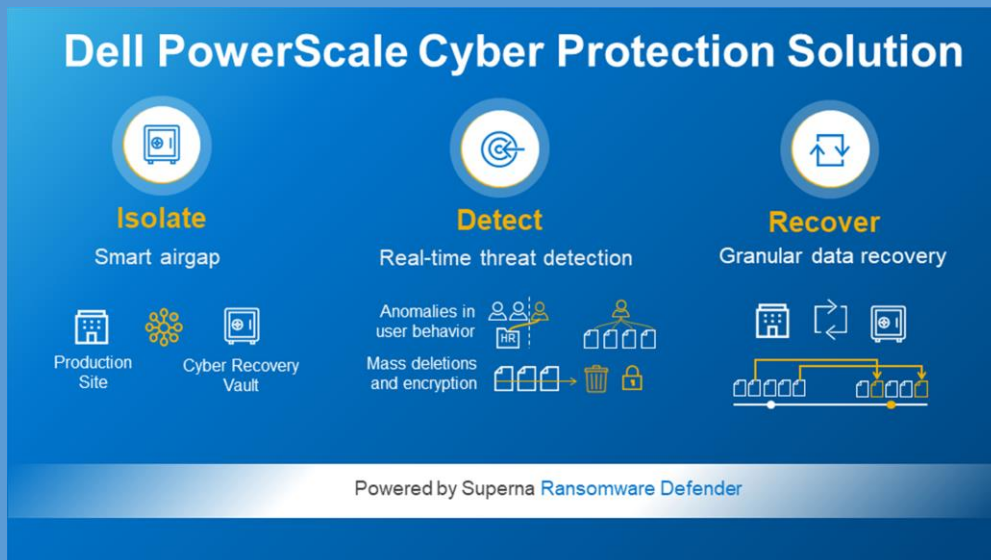 Dell PowerScale Cyber Protection Solution
Isolate
Smart airgap
Production
Site
Cyber Recovery
Vault
Detect
Real-time threat detection
Anomalies in
user behavior
HR
Mass deletions
and encryption
Recover
Granular data recovery
Powered by Superna Ransomware Defender